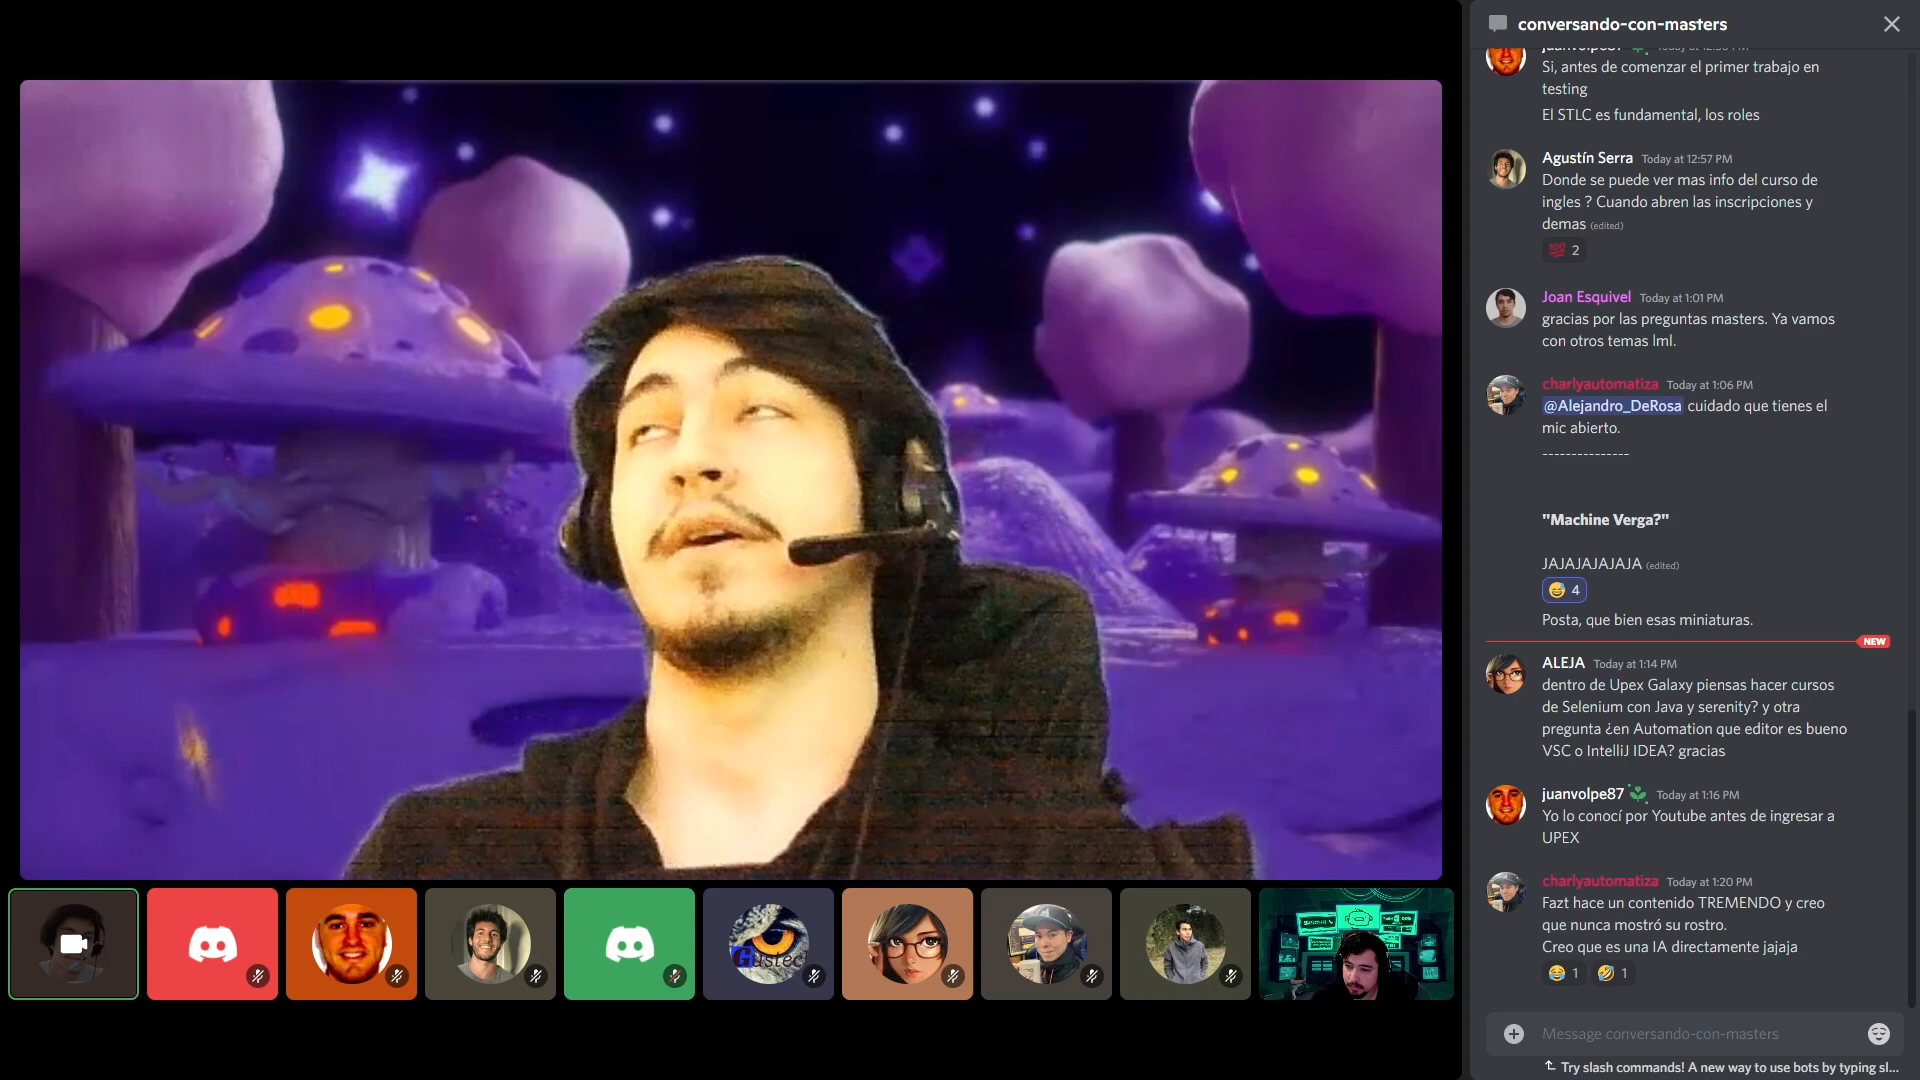 conversando-con-masters
juanvolpe87
Si, antes de comenzar el primer trabajo en
testing
El STLC es fundamental, los roles
Agustín Serra Today at 12:57 PM
Donde se puede ver mas info del curso de
ingles ? Cuando abren las inscripciones y
demas (edited)
2
Joan Esquivel Today at 1:01 PM
gracias por las preguntas masters. Ya vamos
con otros temas lml.
charlyautomatiza Today at 1:06 PM
@Alejandro_DeRosa cuidado que tienes el
mic abierto.
---------------
"Machine Verga?"
JAJAJAJAJAJA (edited)
4
Posta, que bien esas miniaturas.
NEW
ALEJA Today at 1:14 PM
dentro de Upex Galaxy piensas hacer cursos
de Selenium con Java y serenity? y otra
pregunta ¿en Automation que editor es bueno
VSC o IntelliJ IDEA? gracias
juanvolpe87 Today at 1:16 PM
Yo lo conocí por Youtube antes de ingresar a
UPEX
charlyautomatiza Today at 1:20 PM
Fazt hace un contenido TREMENDO y creo
que nunca mostró su rostro.
Creo que es una IA directamente jajaja
1 1
Message conversando-con-masters
Try slash commands! A new way to use bots by typing sl...